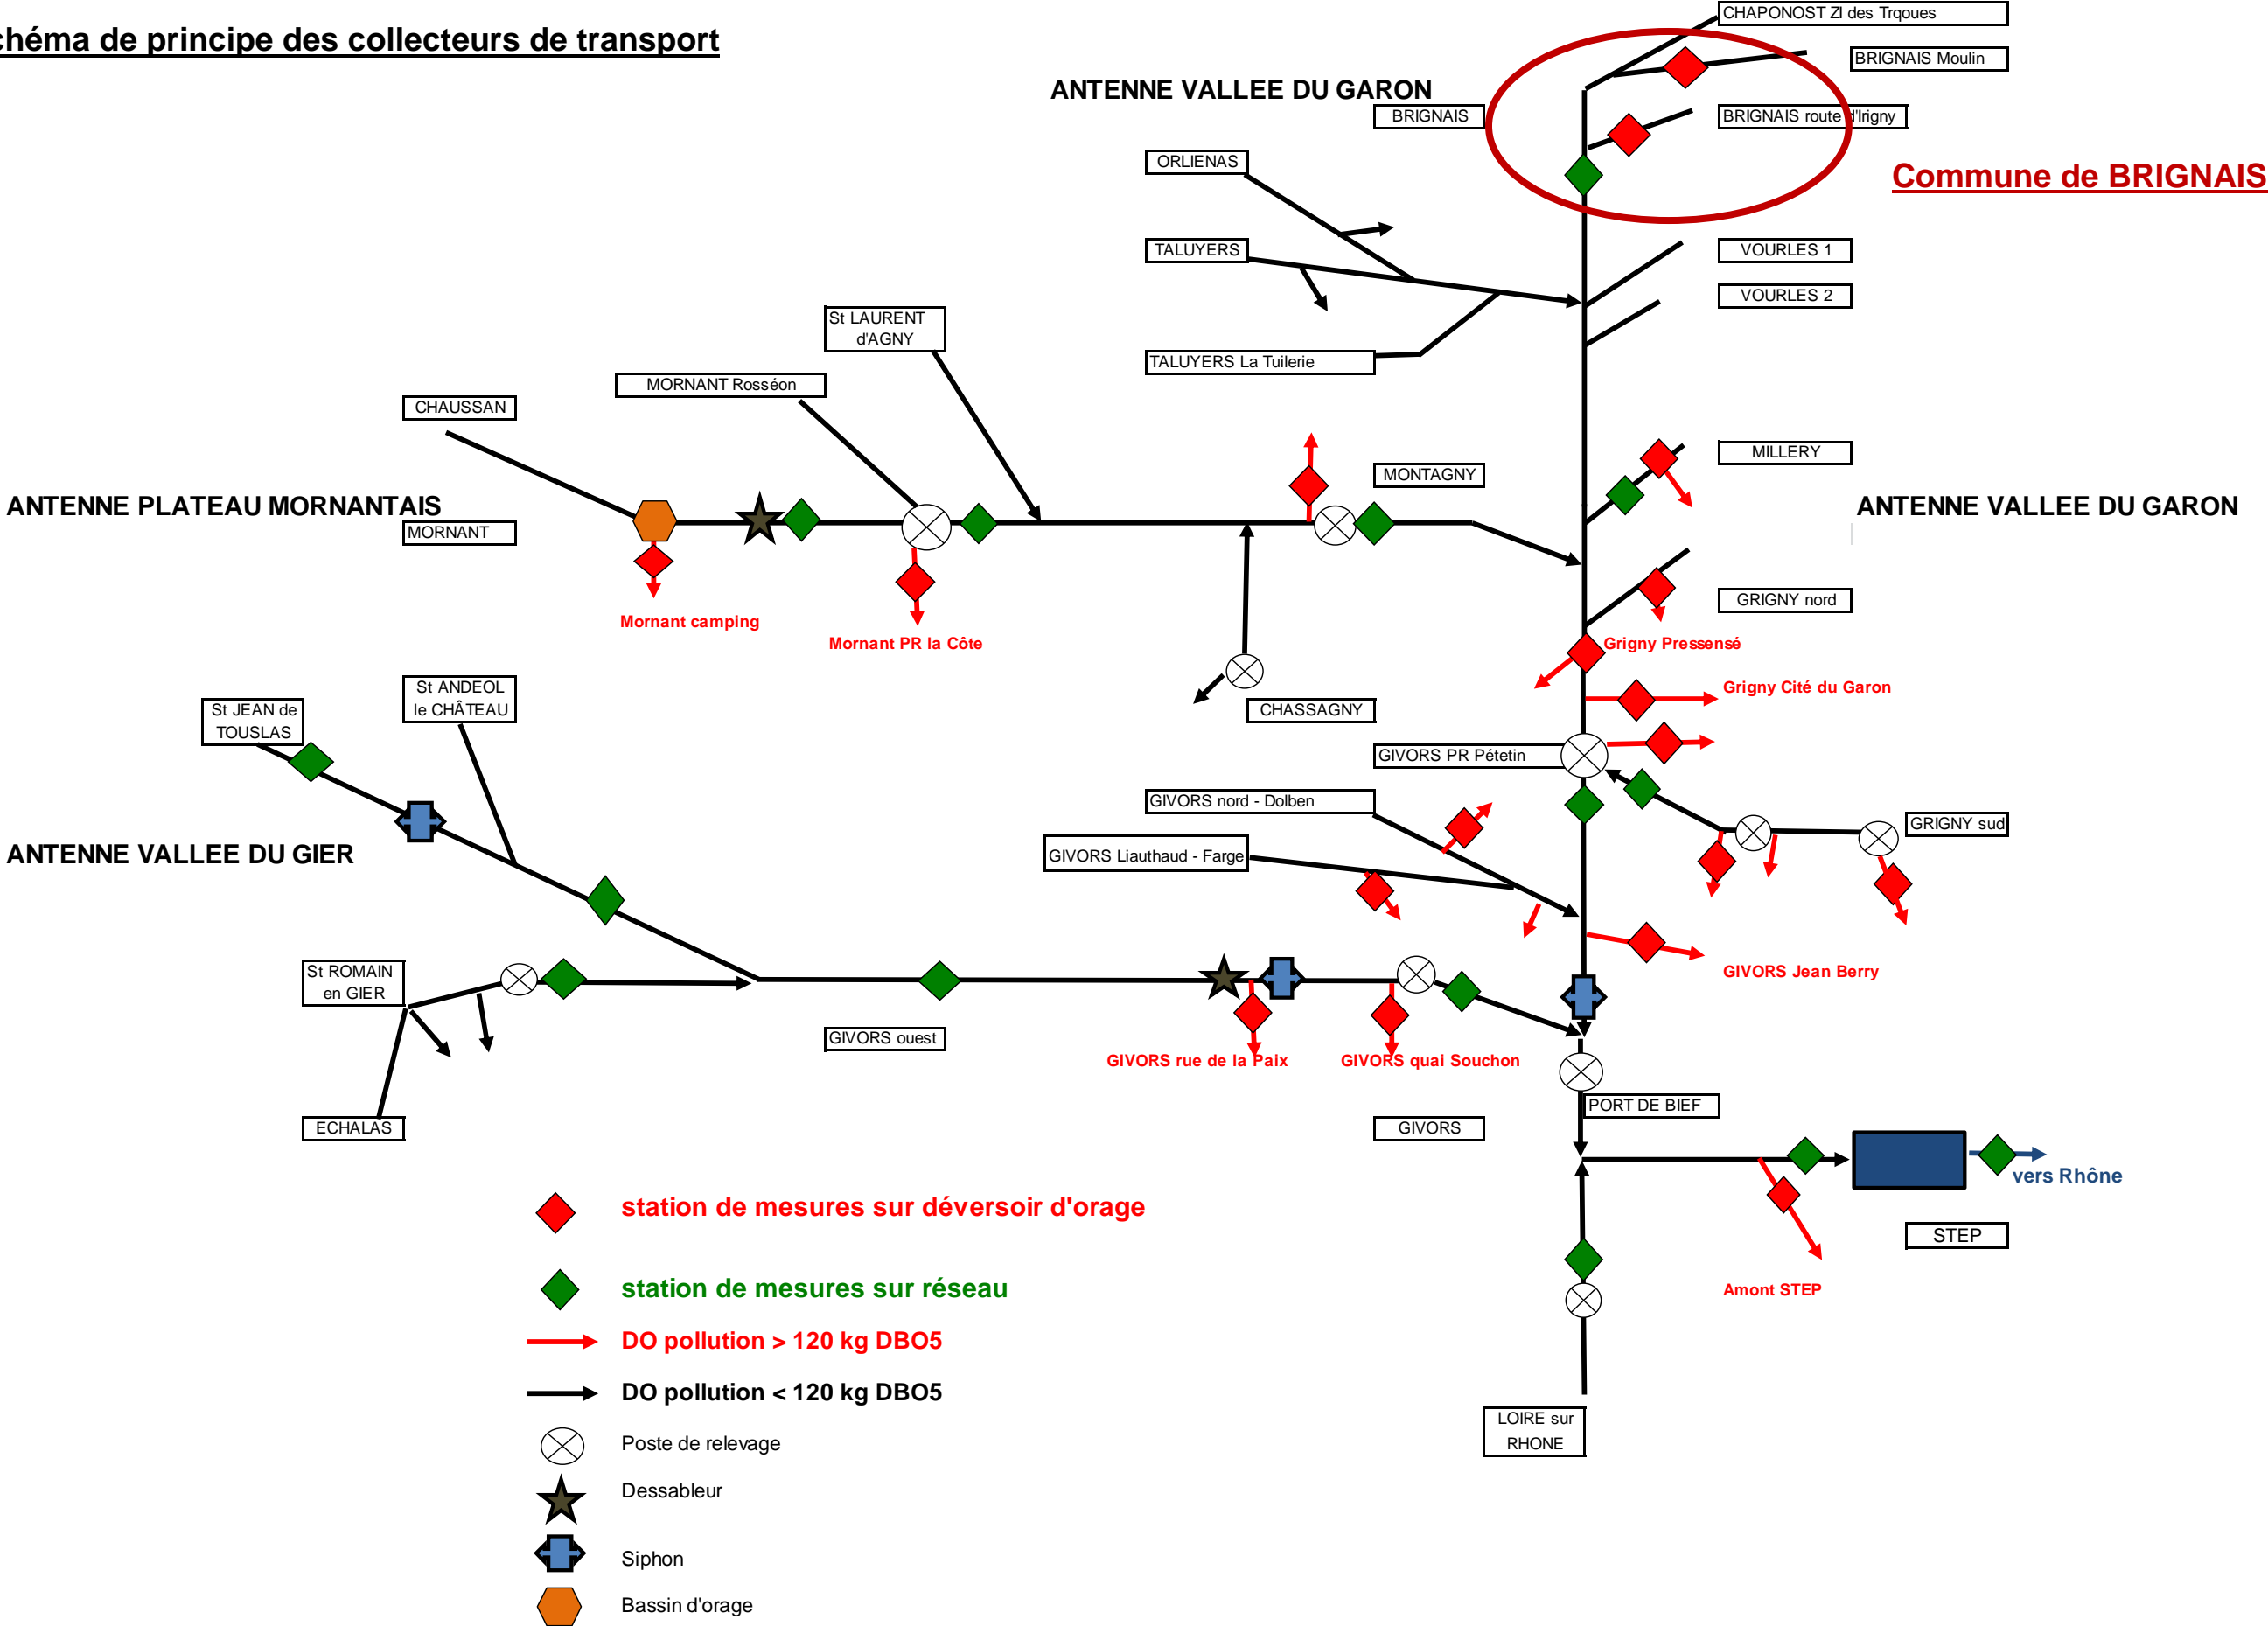 chéma de principe des collecteurs de transport
CHAPONOST ZI des Trqoues
BRIGNAIS Moulin
ANTENNE VALLEE DU GARON
BRIGNAIS
BRIGNAIS route d'Irigny
ORLIENAS
Commune de BRIGNAIS
TALUYERS
VOURLES 1
VOURLES 2
St LAURENT
d'AGNY
TALUYERS La Tuilerie
MORNANT Rosséon
CHAUSSAN
MILLERY
MONTAGNY
ANTENNE PLATEAU MORNANTAIS
ANTENNE VALLEE DU GARON
MORNANT
GRIGNY nord
Mornant camping
Mornant PR la Côte
Grigny Pressensé
St ANDEOL
le CHÂTEAU
Grigny Cité du Garon
St JEAN de
TOUSLAS
CHASSAGNY
GIVORS PR Pétetin
GIVORS nord - Dolben
GRIGNY sud
ANTENNE VALLEE DU GIER
GIVORS Liauthaud - Farge
St ROMAIN
en GIER
GIVORS Jean Berry
GIVORS ouest
GIVORS rue de la Paix
GIVORS quai Souchon
PORT DE BIEF
ECHALAS
GIVORS
vers Rhône
station de mesures sur déversoir d'orage
STEP
station de mesures sur réseau
Amont STEP
DO pollution > 120 kg DBO5
DO pollution < 120 kg DBO5
LOIRE sur
RHONE
Poste de relevage
Dessableur
Siphon
Bassin d'orage